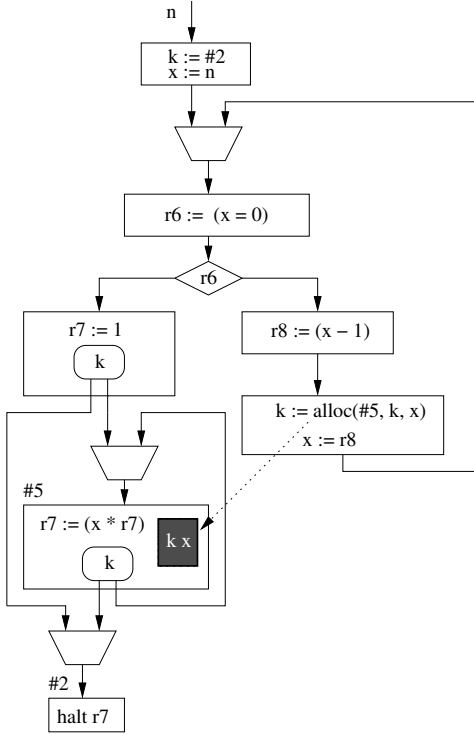 n
k := #2
x := n
r6 := (x = 0)
r6
r7 := 1
k
r8 := (x − 1)
k := alloc(#5, k, x)
x := r8
#5
r7 := (x * r7)
k x
k
#2
halt r7